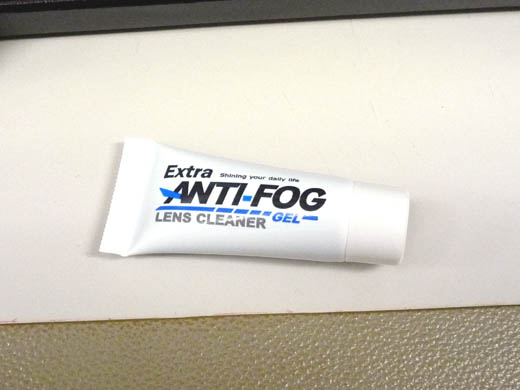 Extra Shining your daily life
ANTI-FOG
GEL
LENS CLEANER